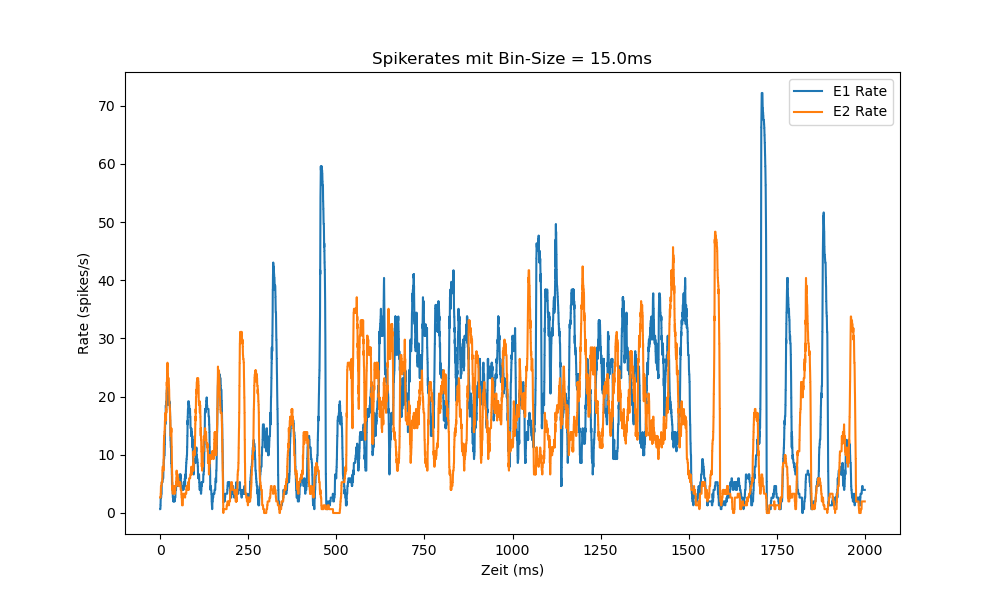 Spikerates mit Bin-Size = 15.0ms
E1 Rate
E2 Rate
70
60
50
40
30
20
10
0
Rate (spikes/s)
0 250 500 750 1000 1250 1500 1750 2000
Zeit (ms)